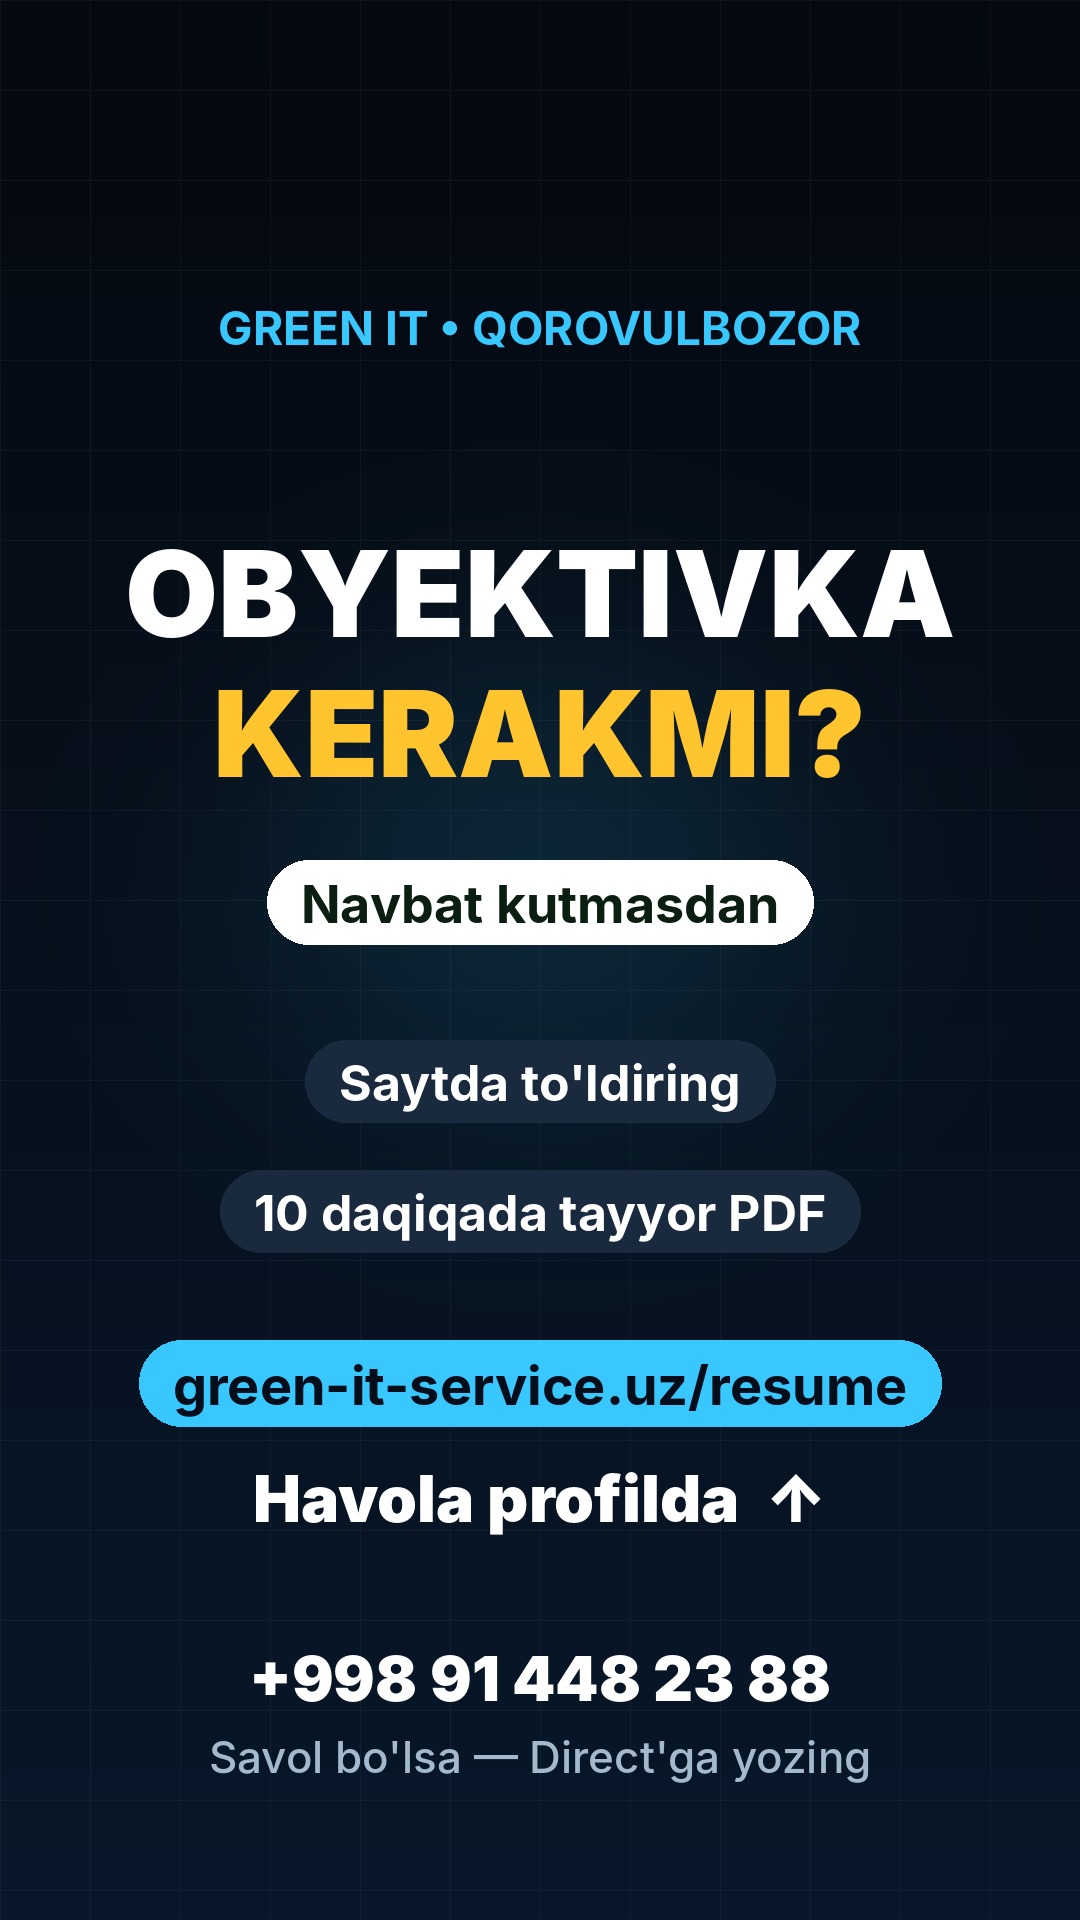 GREEN IT • QOROVULBOZOR
OBYEKTIVKA
KERAKMI?
Navbat kutmasdan
Saytda to'ldiring
10 daqiqada tayyor PDF
green-it-service.uz/resume
Havola profilda ↑
+998 91 448 23 88
Savol bo'lsa — Direct'ga yozing